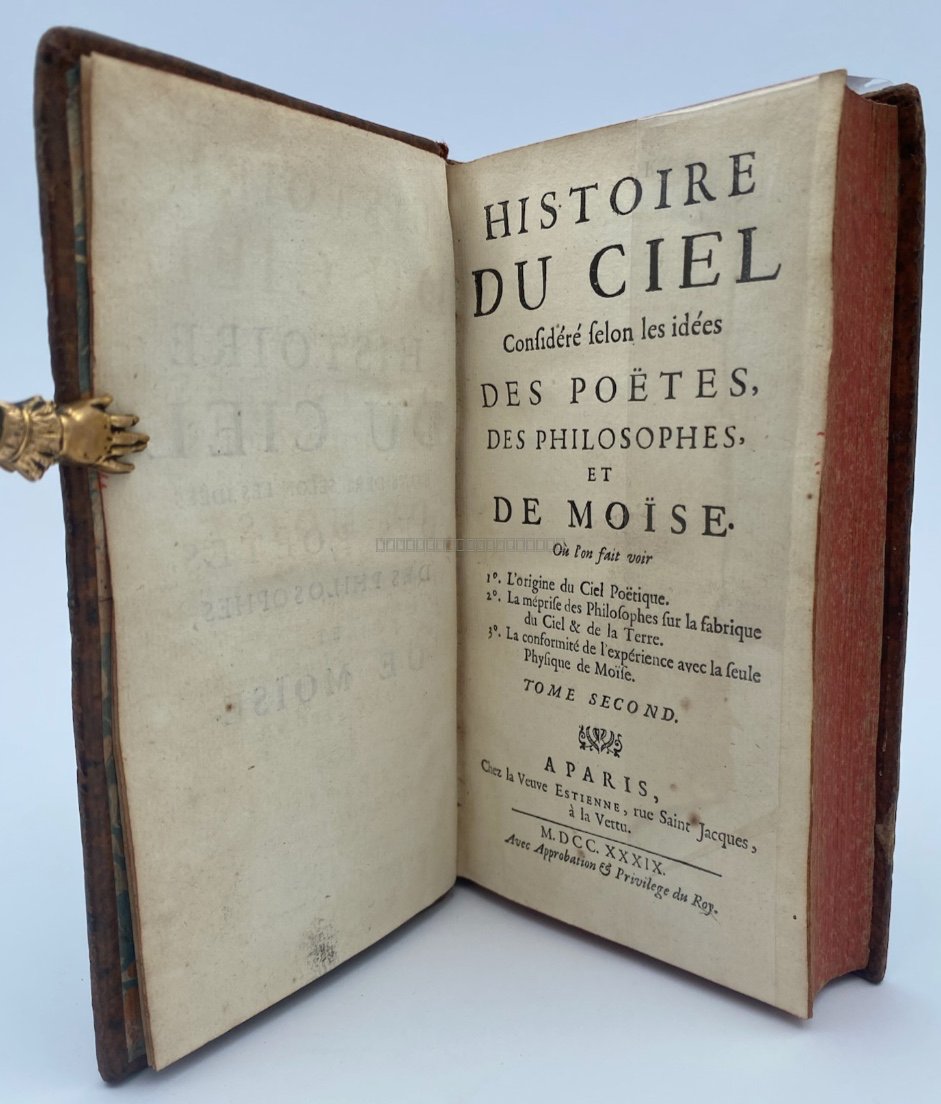 HISTOIRE
DU CIEL
Conſidéré ſelon les idées
DES POËTES,
DES PHILOSOPHES,
ET
DE MOÏSE.
Où l'on fait voir
1°. L'origine du Ciel Poëtique.
2°. La mépriſe des Philoſophes ſur la fabrique
du Ciel & de la Terre.
3°. La conformité de l'expérience avec la ſeule
Phyſique de Moïſe.
TOME SECOND.
A PARIS,
Chez la Veuve ESTIENNE, rue Saint Jacques,
à la Vertu.
M. DCC. XXXIX.
Avec Approbation & Privilege du Roy.